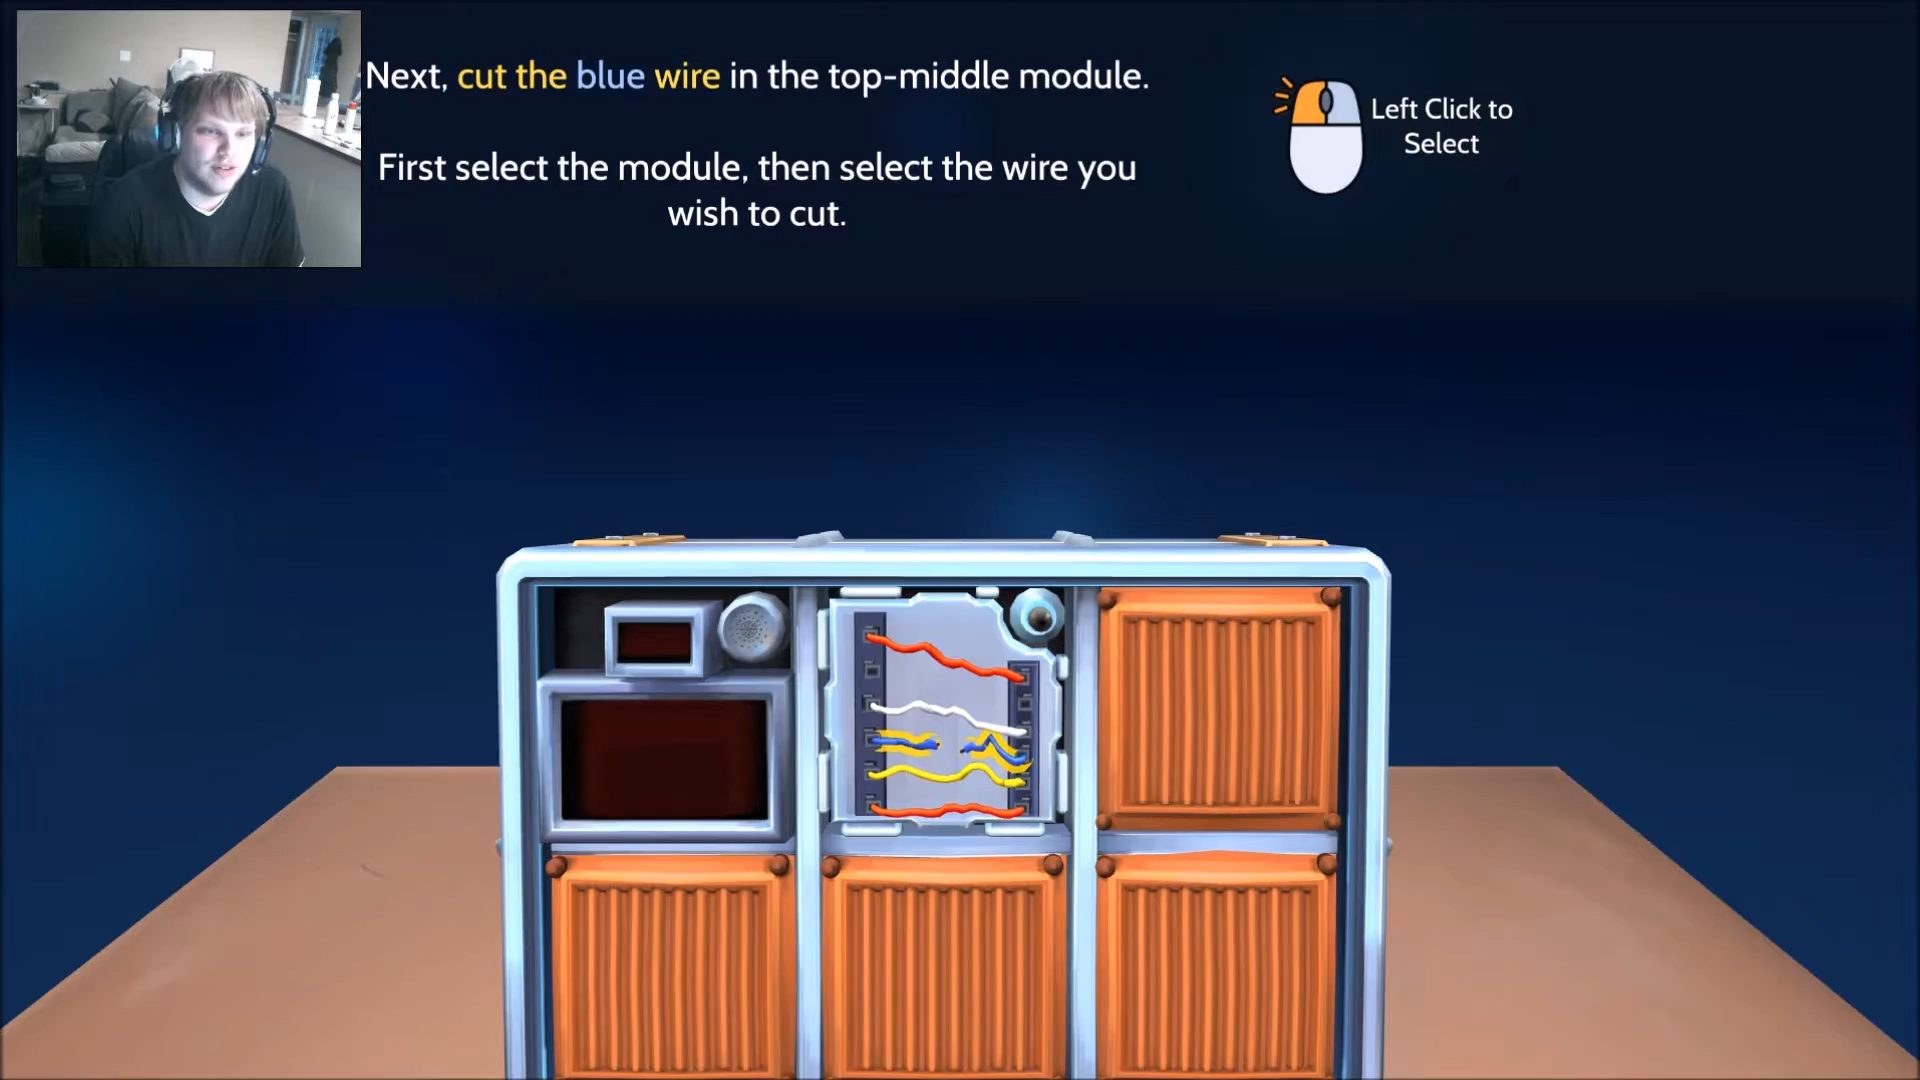 Next, cut the blue wire in the top-middle module.
First select the module, then select the wire you
wish to cut.
Left Click to
Select